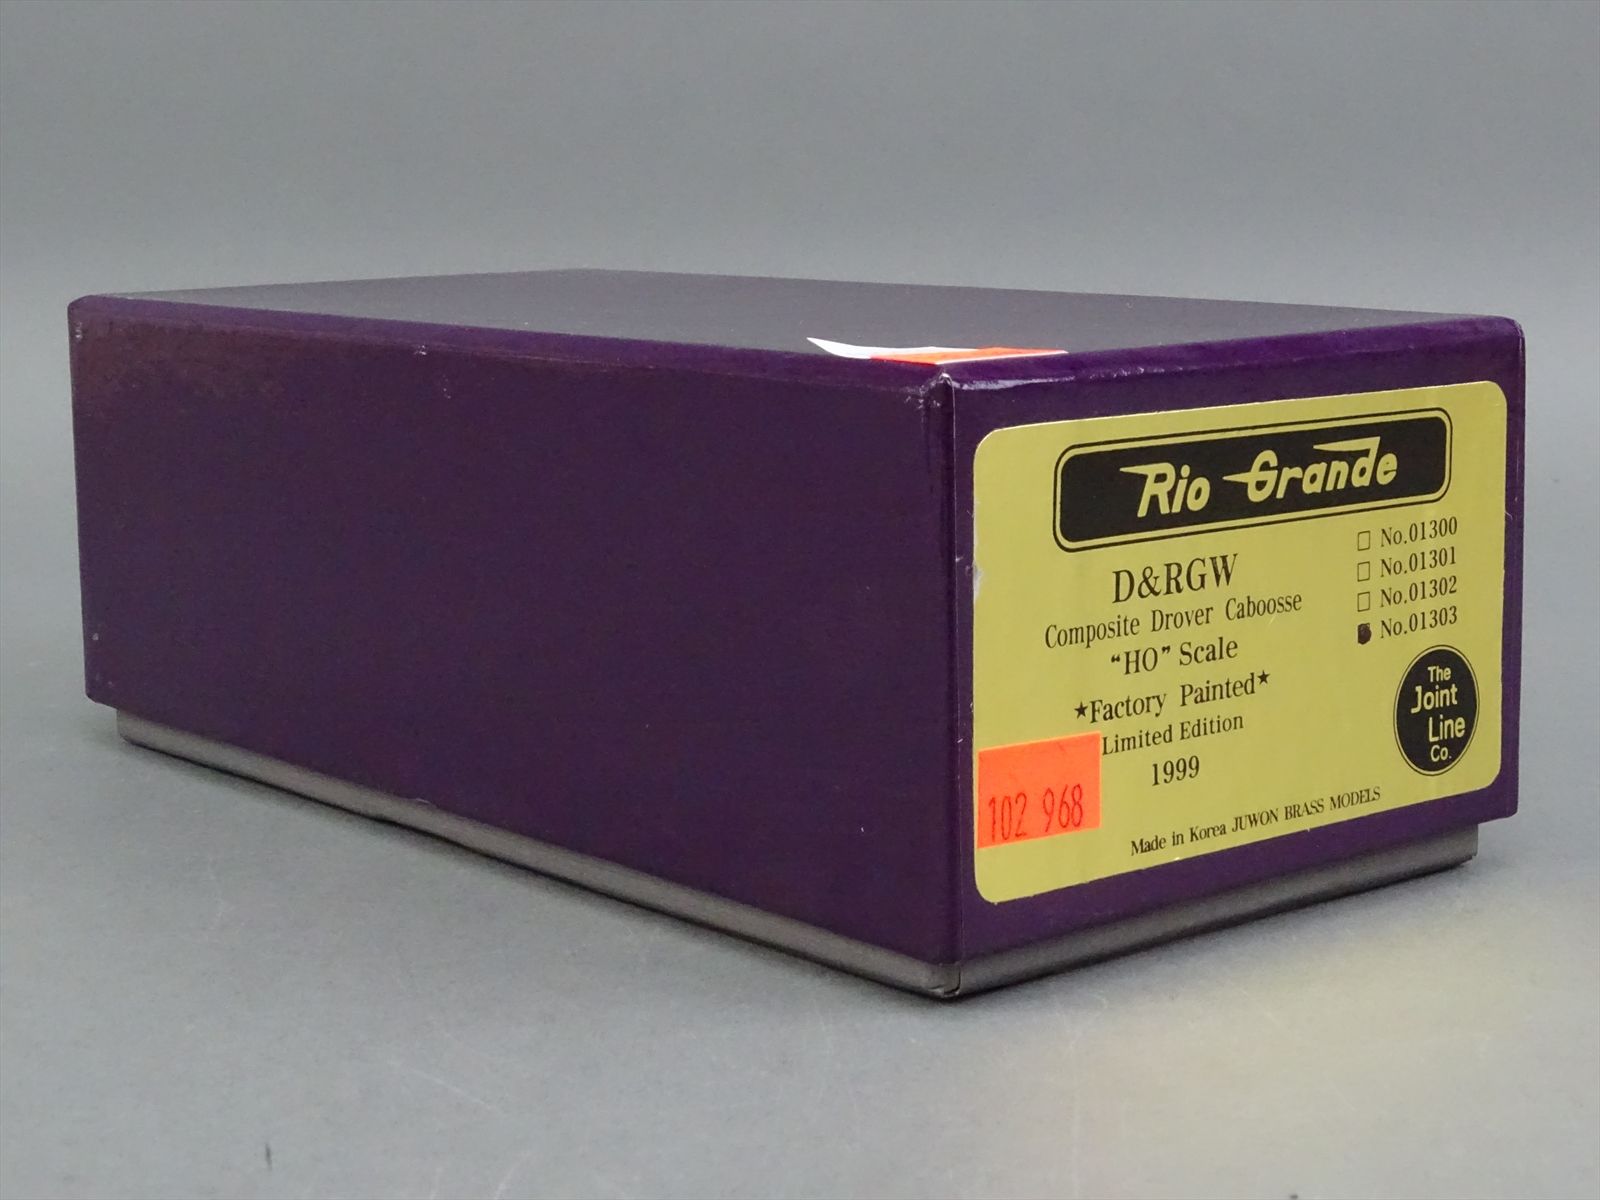 Rio Grande
D&RGW
Composite Drover Caboosse
"HO" Scale
★Factory Painted★
Limited Edition
1999
No.01300
No.01301
No.01302
No.01303
The
Joint
Line
Co.
102 968
Made in Korea JUWON BRASS MODELS